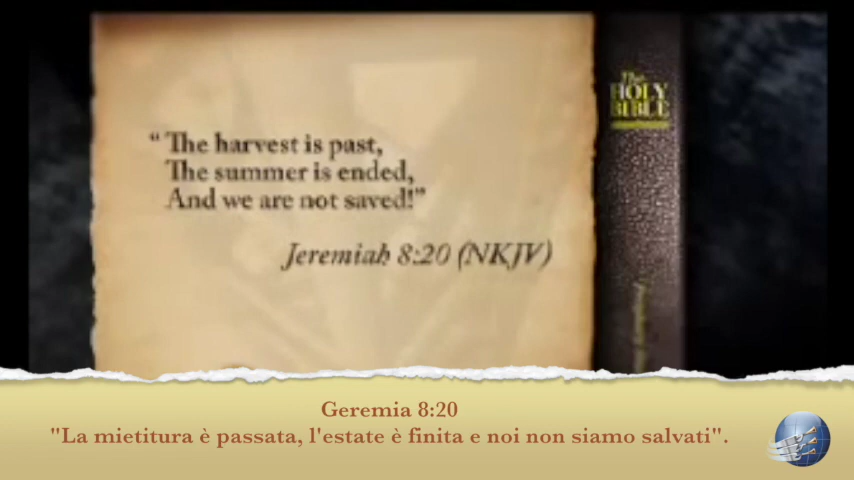 The
HOLY
BIBLE
“The harvest is past,
The summer is ended,
And we are not saved!”
Jeremiah 8:20 (NKJV)
Geremia 8:20
"La mietitura è passata, l'estate è finita e noi non siamo salvati".